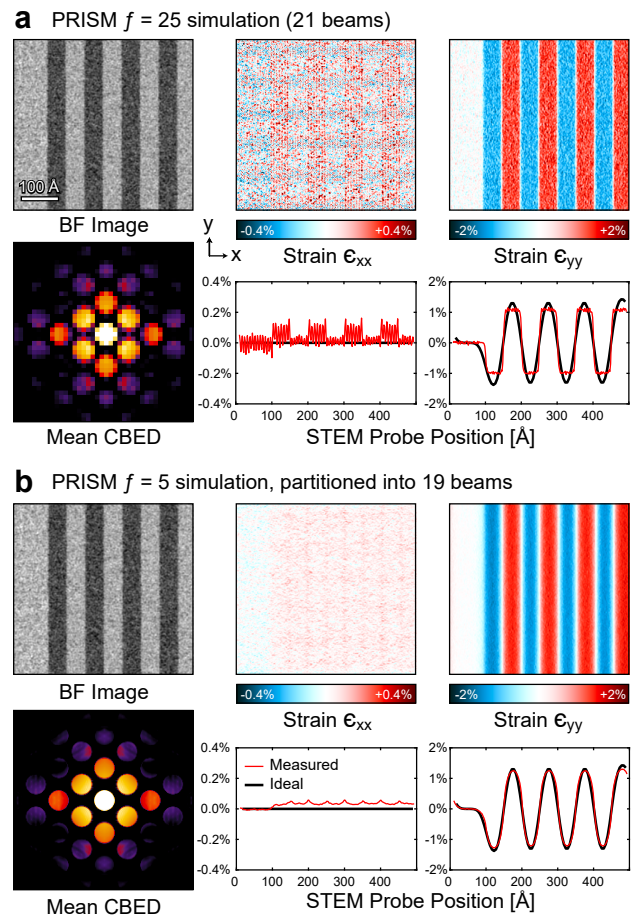 a PRISM ƒ = 25 simulation (21 beams)
100 Å
BF Image
y
x
-0.4% +0.4%
Strain ϵxx
-2% +2%
Strain ϵyy
Mean CBED
0.4%
0.2%
0.0%
-0.2%
-0.4%
0 100 200 300 400
2%
1%
0%
-1%
-2%
0 100 200 300 400
STEM Probe Position [Å]
b PRISM ƒ = 5 simulation, partitioned into 19 beams
BF Image
-0.4% +0.4%
Strain ϵxx
-2% +2%
Strain ϵyy
Mean CBED
0.4%
0.2%
0.0%
-0.2%
-0.4%
Measured
Ideal
0 100 200 300 400
2%
1%
0%
-1%
-2%
0 100 200 300 400
STEM Probe Position [Å]